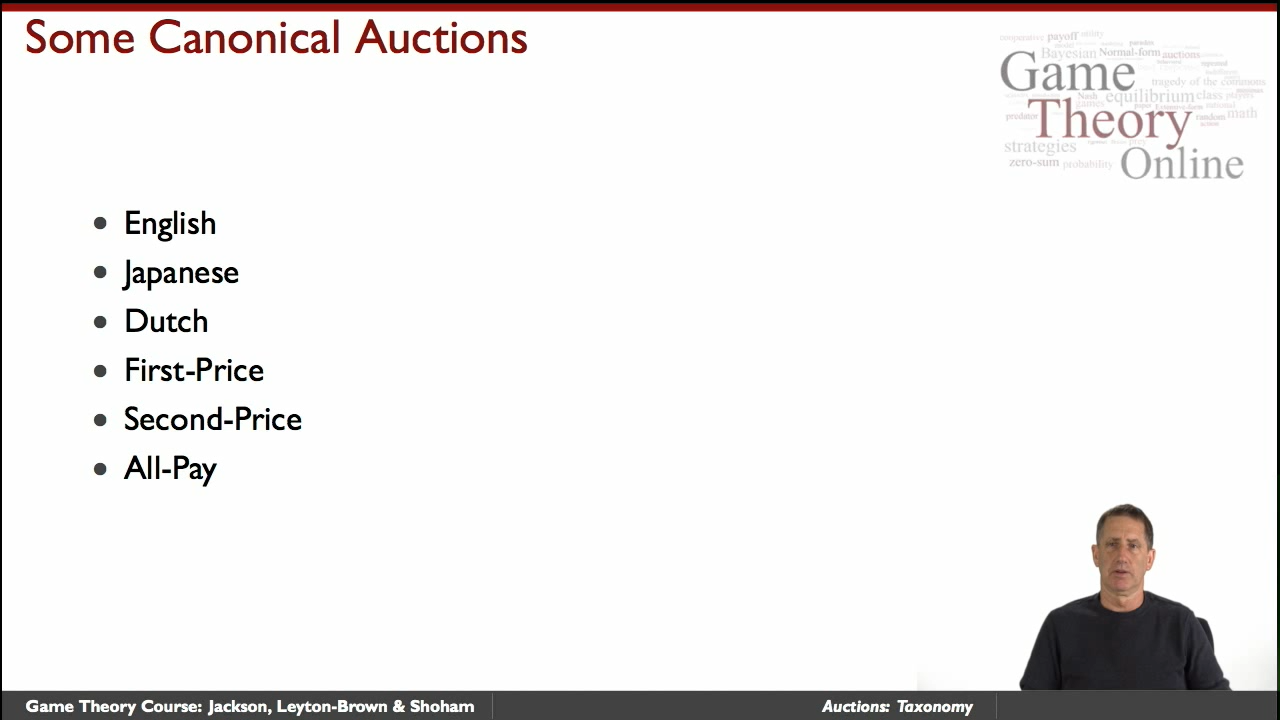 Some Canonical Auctions
payoff utility
Bayesian Normal-form auctions
Game
tragedy of the commons
equilibrium class players
Nash
games
Theory
predator
random math
strategies
zero-sum probability
Online
• English
• Japanese
• Dutch
• First-Price
• Second-Price
• All-Pay
Game Theory Course: Jackson, Leyton-Brown & Shoham
Auctions: Taxonomy